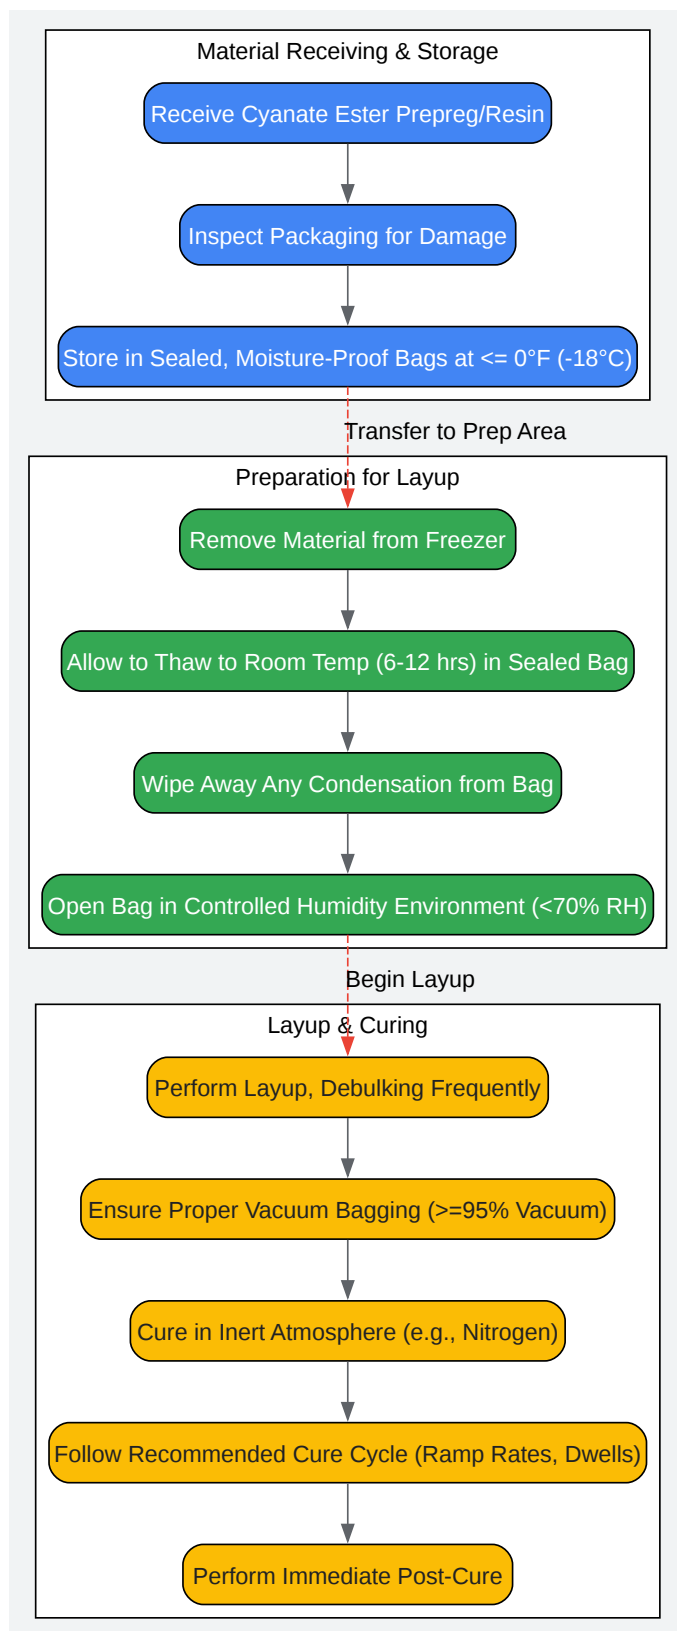 Material Receiving & Storage
Receive Cyanate Ester Prepreg/Resin
Inspect Packaging for Damage
Store in Sealed, Moisture-Proof Bags at <= 0°F (-18°C)
Transfer to Prep Area
Preparation for Layup
Remove Material from Freezer
Allow to Thaw to Room Temp (6-12 hrs) in Sealed Bag
Wipe Away Any Condensation from Bag
Open Bag in Controlled Humidity Environment (<70% RH)
Begin Layup
Layup & Curing
Perform Layup, Debulking Frequently
Ensure Proper Vacuum Bagging (>=95% Vacuum)
Cure in Inert Atmosphere (e.g., Nitrogen)
Follow Recommended Cure Cycle (Ramp Rates, Dwells)
Perform Immediate Post-Cure